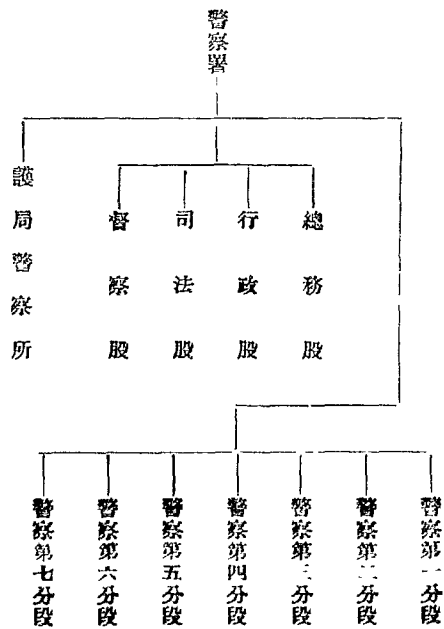 警察署
總務股
行政股
司法股
督察股
護局警察所
警察第一分段
警察第二分段
警察第三分段
警察第四分段
警察第五分段
警察第六分段
警察第七分段